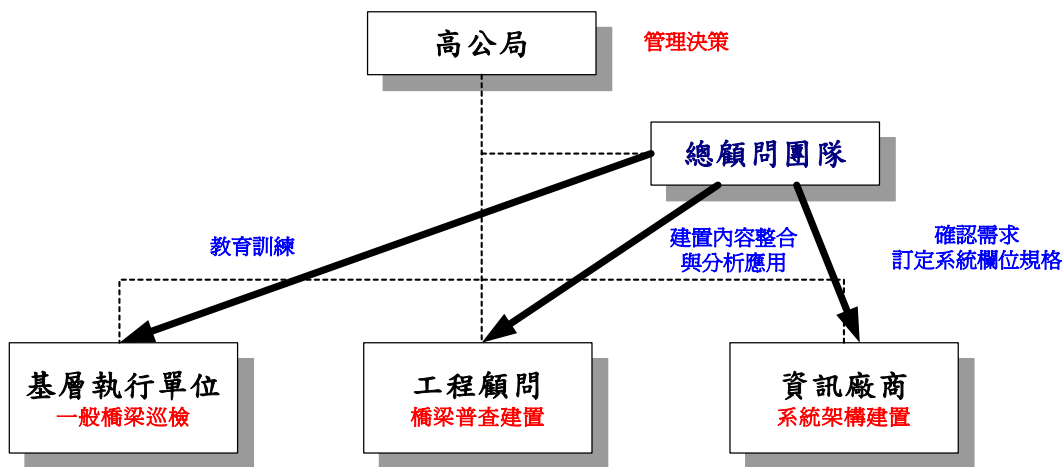 高公局
管理決策
總顧問團隊
教育訓練
建置內容整合
與分析應用
確認需求
訂定系統欄位規格
基層執行單位
一般橋梁巡檢
工程顧問
橋梁普查建置
資訊廠商
系統架構建置